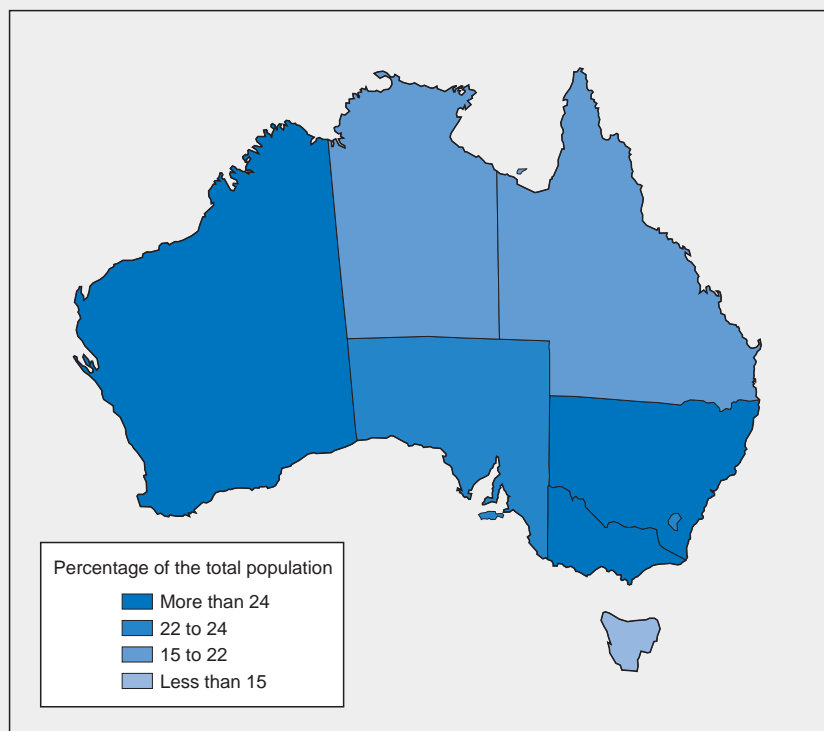 Percentage of the total population
More than 24
22 to 24
15 to 22
Less than 15